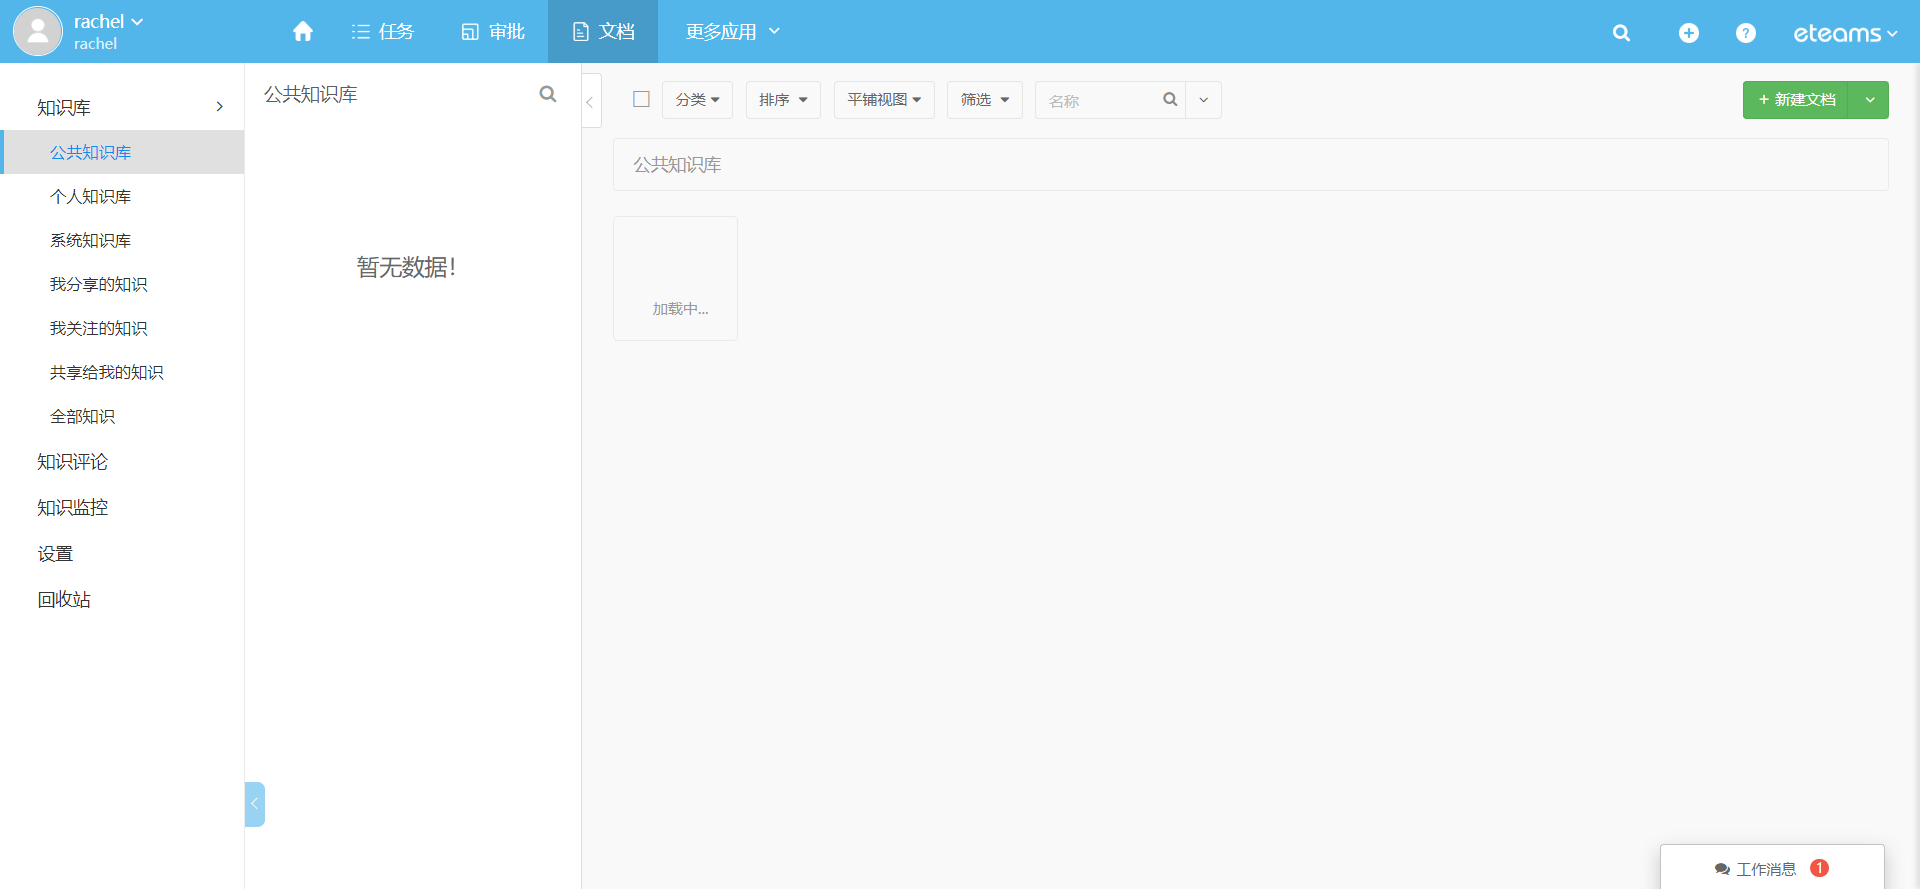 rachel
rachel
任务
审批
文档
更多应用
eteams
知识库
公共知识库
个人知识库
系统知识库
我分享的知识
我关注的知识
共享给我的知识
全部知识
知识评论
知识监控
设置
回收站
公共知识库
暂无数据!
分类
排序
平铺视图
筛选
名称
+ 新建文档
公共知识库
加载中...
工作消息 1